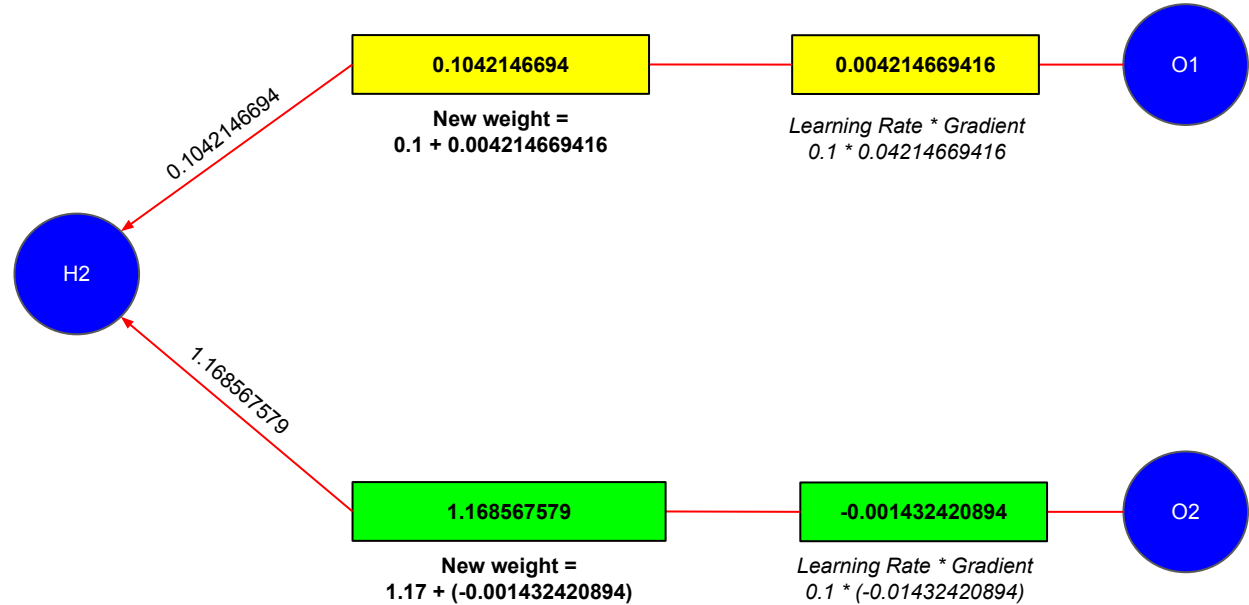 0.1042146694
0.004214669416
O1
New weight =
0.1 + 0.004214669416
Learning Rate * Gradient
0.1 * 0.04214669416
0.1042146694
H2
1.168567579
1.168567579
-0.001432420894
O2
New weight =
1.17 + (-0.001432420894)
Learning Rate * Gradient
0.1 * (-0.01432420894)